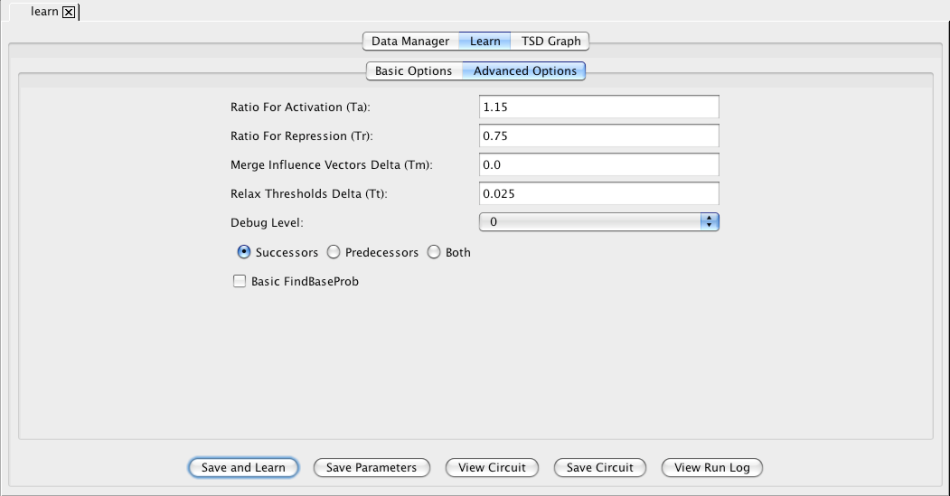 learn
Data Manager Learn TSD Graph
Basic Options Advanced Options
Ratio For Activation (Ta): 1.15
Ratio For Repression (Tr): 0.75
Merge Influence Vectors Delta (Tm): 0.0
Relax Thresholds Delta (Tt): 0.025
Debug Level: 0
Successors Predecessors Both
Basic FindBaseProb
Save and Learn Save Parameters View Circuit Save Circuit View Run Log